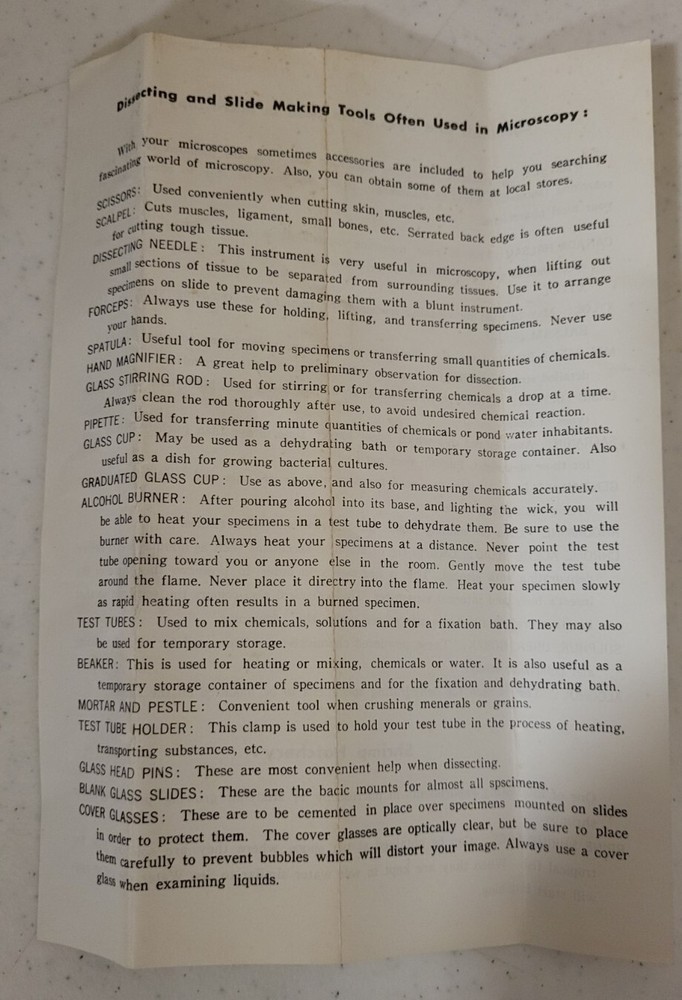 Dissecting and Slide Making Tools Often Used in Microscopy:
With your microscopes sometimes accessories are included to help you searching
fascinating world of microscopy. Also, you can obtain some of them at local stores.
SCISSORS: Used conveniently when cutting skin, muscles, etc.
SCALPEL: Cuts muscles, ligament, small bones, etc. Serrated back edge is often useful
for cutting tough tissue.
DISSECTING NEEDLE: This instrument is very useful in microscopy, when lifting out
small sections of tissue to be separated from surrounding tissues. Use it to arrange
specimens on slide to prevent damaging them with a blunt instrument.
FORCEPS: Always use these for holding, lifting, and transferring specimens. Never use
your hands.
SPATULA: Useful tool for moving specimens or transferring small quantities of chemicals.
HAND MAGNIFIER: A great help to preliminary observation for dissection.
GLASS STIRRING ROD: Used for stirring or for transferring chemicals a drop at a time.
Always clean the rod thoroughly after use, to avoid undesired chemical reaction.
PIPETTE: Used for transferring minute quantities of chemicals or pond water inhabitants.
GLASS CUP: May be used as a dehydrating bath or temporary storage container. Also
useful as a dish for growing bacterial cultures.
GRADUATED GLASS CUP: Use as above, and also for measuring chemicals accurately.
ALCOHOL BURNER: After pouring alcohol into its base, and lighting the wick, you will
be able to heat your specimens in a test tube to dehydrate them. Be sure to use the
burner with care. Always heat your specimens at a distance. Never point the test
tube opening toward you or anyone else in the room. Gently move the test tube
around the flame. Never place it directry into the flame. Heat your specimen slowly
as rapid heating often results in a burned specimen.
TEST TUBES: Used to mix chemicals, solutions and for a fixation bath. They may also
be used for temporary storage.
BEAKER: This is used for heating or mixing, chemicals or water. It is also useful as a
temporary storage container of specimens and for the fixation and dehydrating bath.
MORTAR AND PESTLE: Convenient tool when crushing menerals or grains.
TEST TUBE HOLDER: This clamp is used to hold your test tube in the process of heating,
transporting substances, etc.
GLASS HEAD PINS: These are most convenient help when dissecting.
BLANK GLASS SLIDES: These are the bacic mounts for almost all spscimens.
COVER GLASSES: These are to be cemented in place over specimens mounted on slides
in order to protect them. The cover glasses are optically clear, but be sure to place
them carefully to prevent bubbles which will distort your image. Always use a cover
glass when examining liquids.